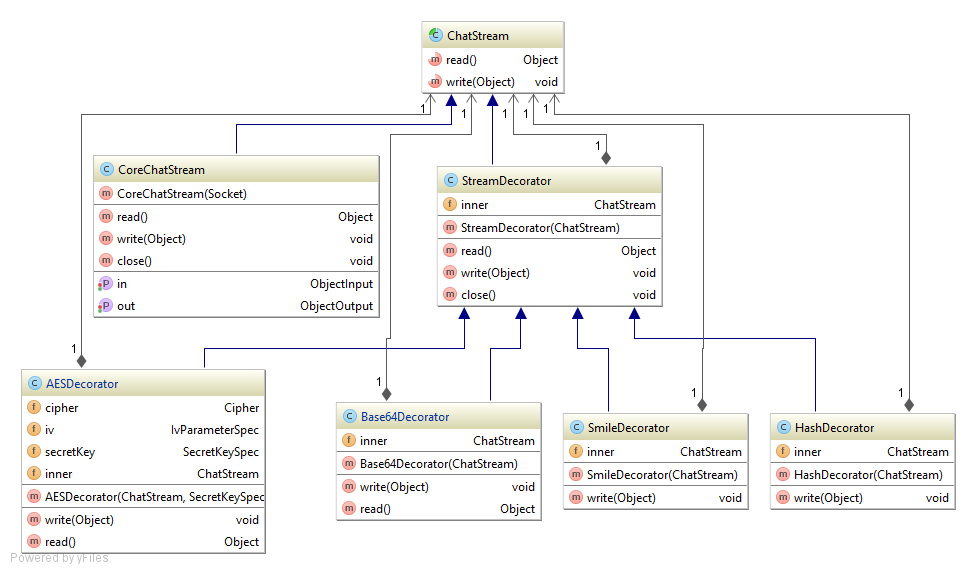 ChatStream
read() Object
write(Object) void
1 1 1 1 1 1
1
CoreChatStream
CoreChatStream(Socket)
read() Object
write(Object) void
close() void
in ObjectInput
out ObjectOutput
StreamDecorator
inner ChatStream
StreamDecorator(ChatStream)
read() Object
write(Object) void
close() void
1
AESDecorator
cipher Cipher
iv IvParameterSpec
secretKey SecretKeySpec
inner ChatStream
AESDecorator(ChatStream, SecretKeySpec
write(Object) void
read() Object
1
Base64Decorator
inner ChatStream
Base64Decorator(ChatStream)
write(Object) void
read() Object
1
SmileDecorator
inner ChatStream
SmileDecorator(ChatStream)
write(Object) void
1
HashDecorator
inner ChatStream
HashDecorator(ChatStream)
write(Object) void
Powered by yFiles